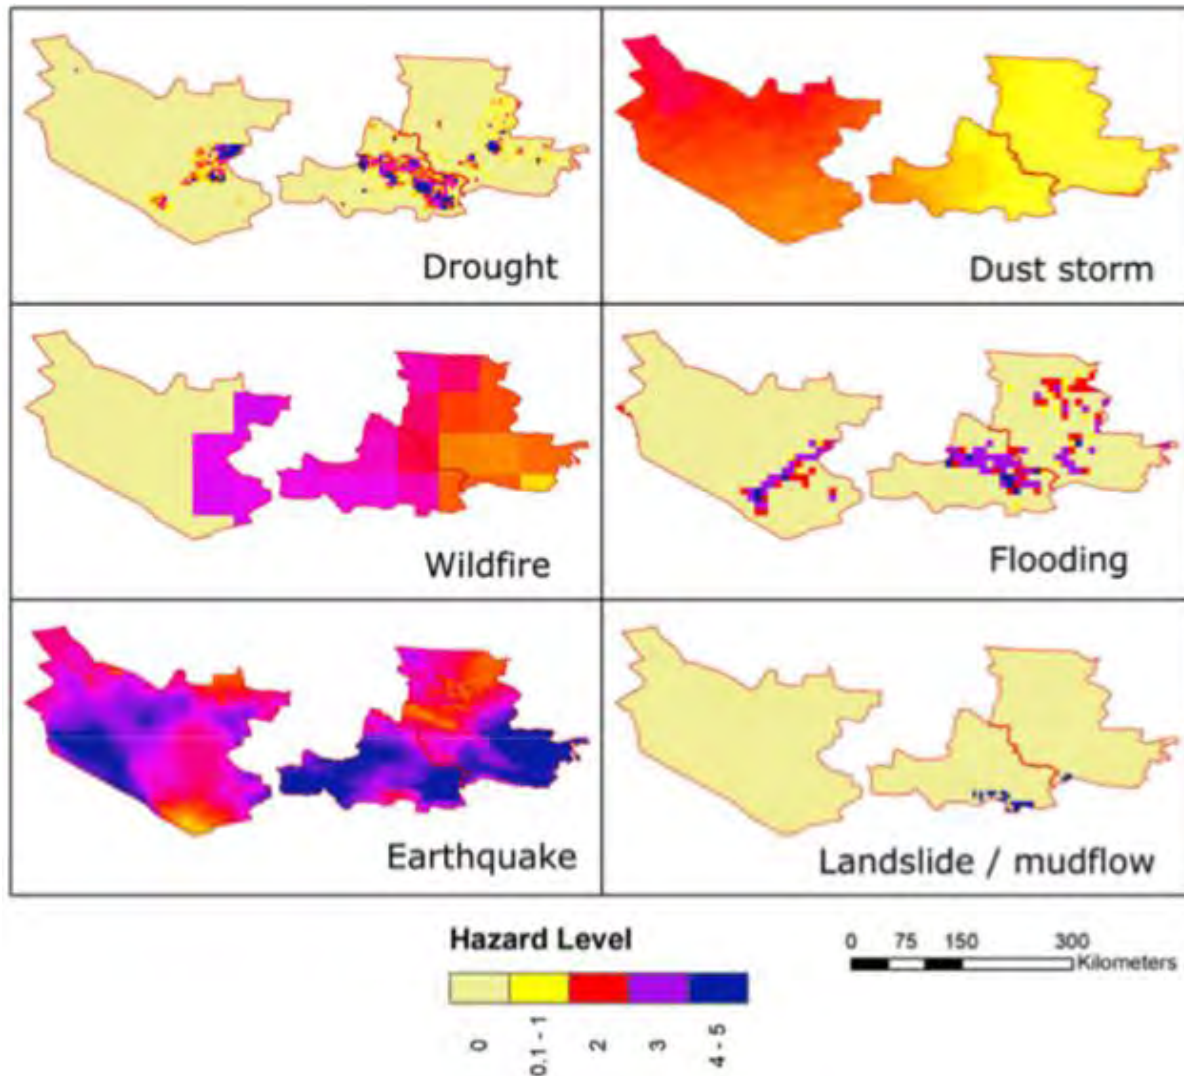 Drought
Dust storm
Wildfire
Flooding
Earthquake
Landslide / mudflow
Hazard Level
0
0.1 - 1
2
3
4 - 5
0 75 150 300
Kilometers